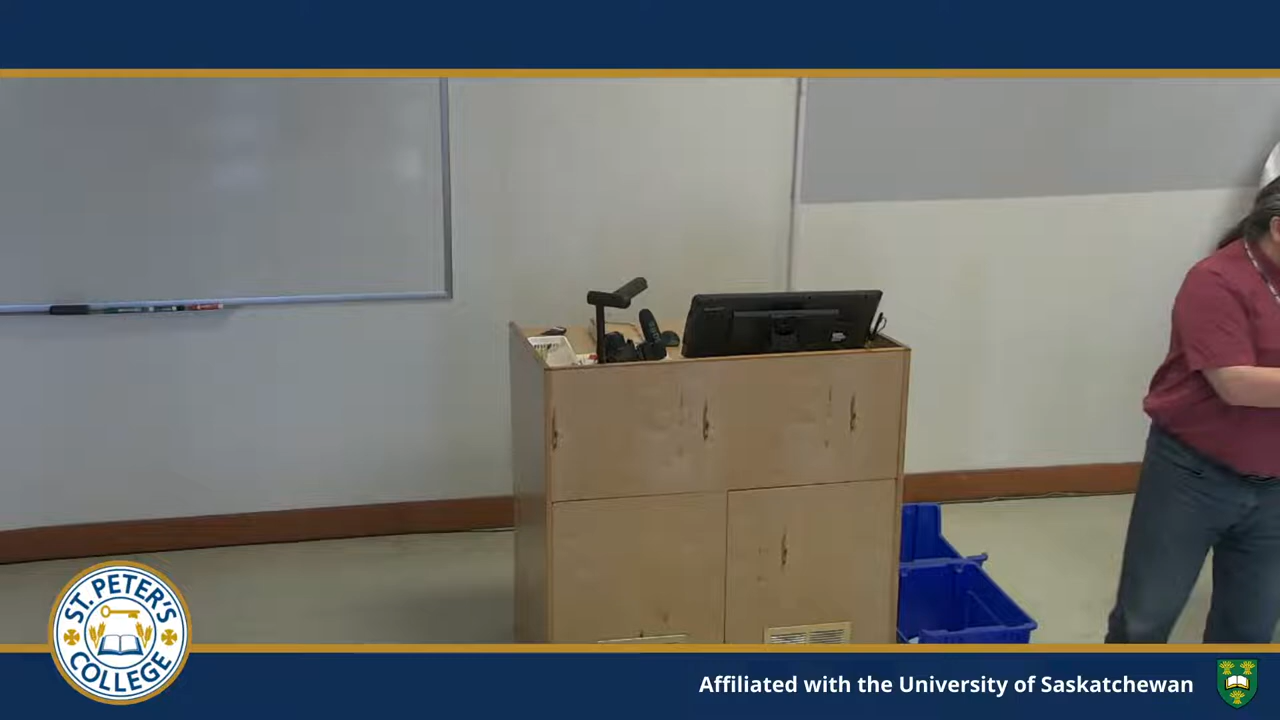 ST. PETER'S
COLLEGE
Affiliated with the University of Saskatchewan